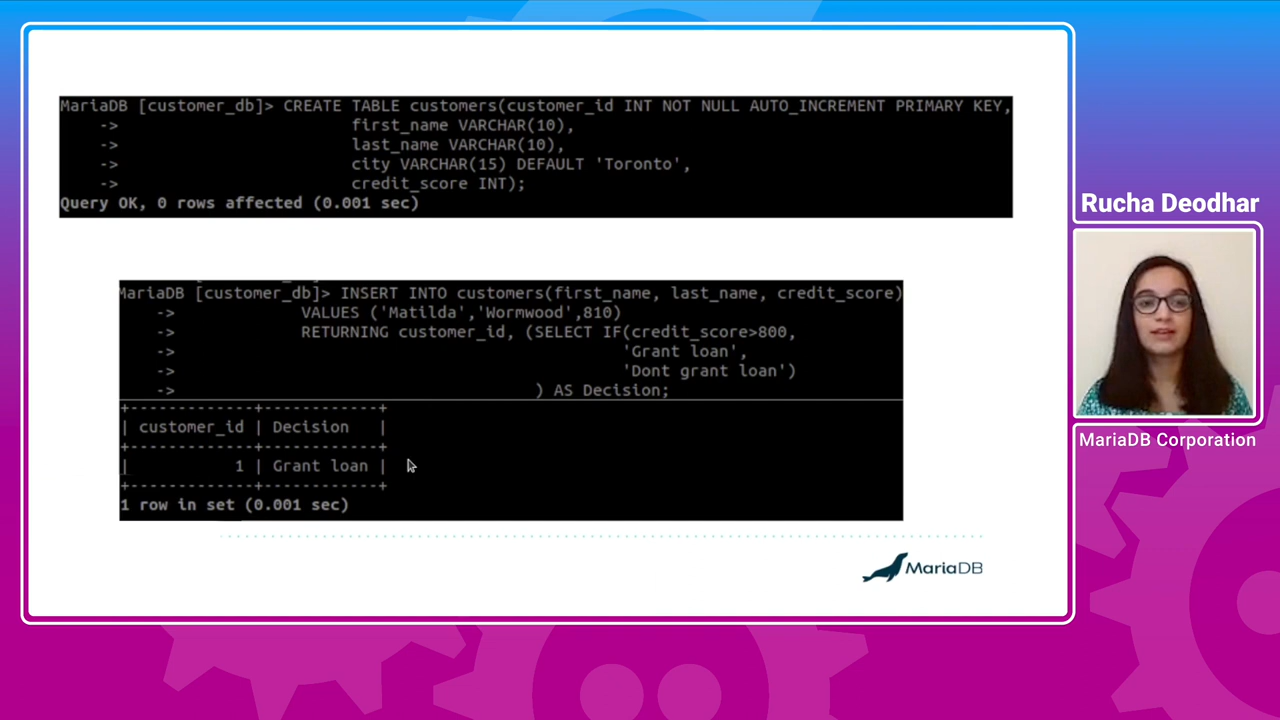 MariaDB [customer_db]> CREATE TABLE customers(customer_id INT NOT NULL AUTO_INCREMENT PRIMARY KEY,
-> first_name VARCHAR(10),
-> last_name VARCHAR(10),
-> city VARCHAR(15) DEFAULT 'Toronto',
-> credit_score INT);
Query OK, 0 rows affected (0.001 sec)
MariaDB [customer_db]> INSERT INTO customers(first_name, last_name, credit_score)
-> VALUES ('Matilda','Wormwood',810)
-> RETURNING customer_id, (SELECT IF(credit_score>800,
-> 'Grant loan',
-> 'Dont grant loan')
-> ) AS Decision;
+-------------+------------+
| customer_id | Decision |
+-------------+------------+
| 1 | Grant loan |
+-------------+------------+
1 row in set (0.001 sec)
MariaDB
Rucha Deodhar
MariaDB Corporation